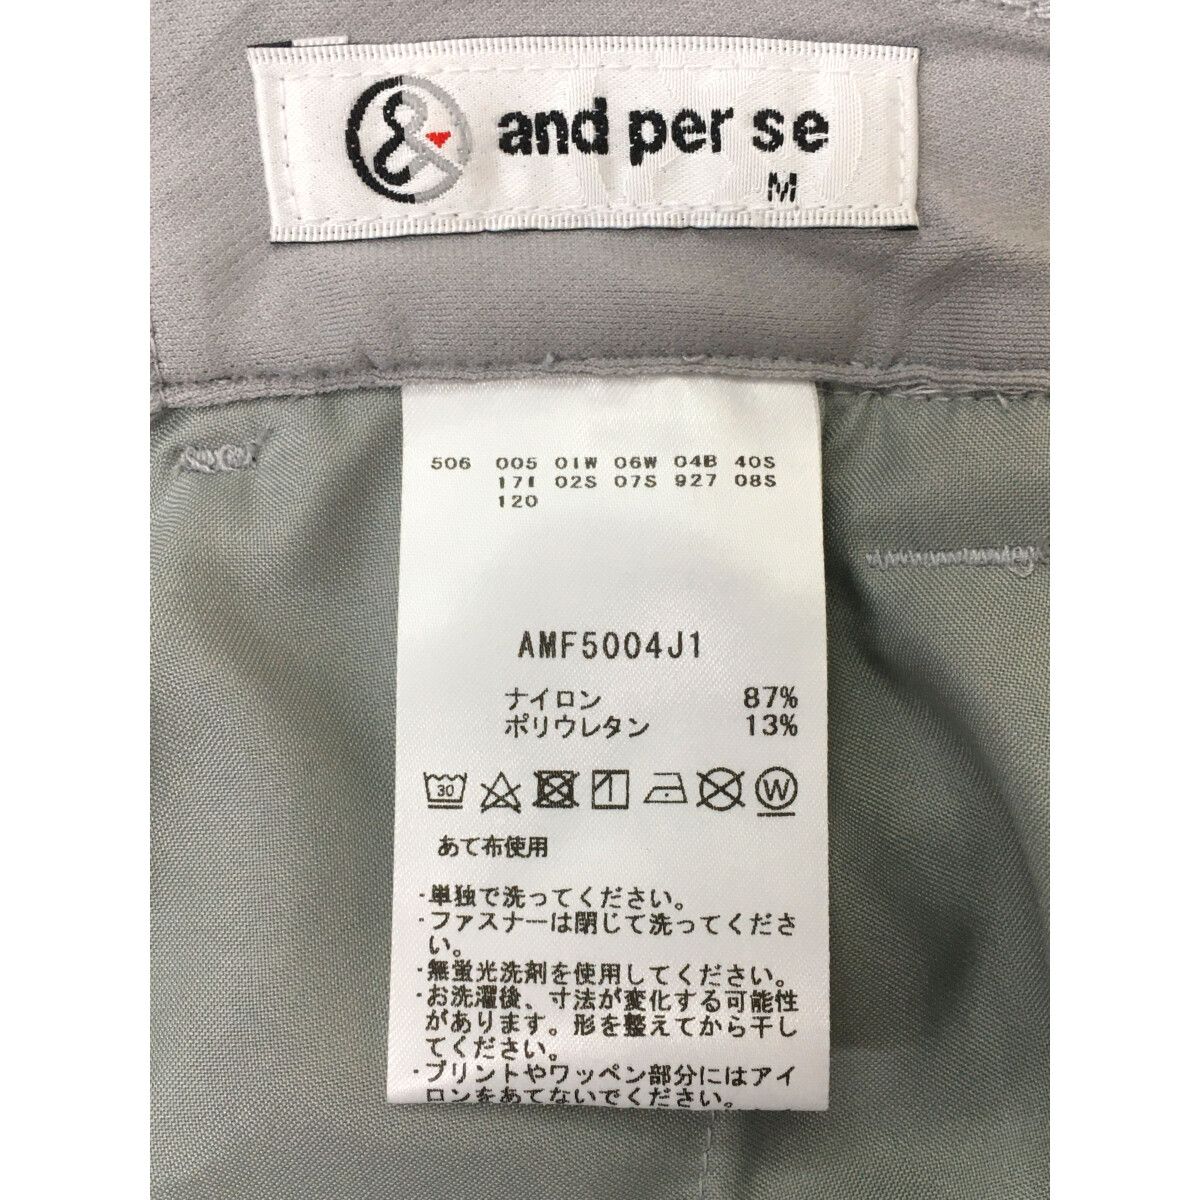 and per se
M
506 005 01W 06W 04B 40S
171 02S 07S 927 08S
120
AMF5004J1
ナイロン 87%
ポリウレタン 13%
30
W
あて布使用
・単独で洗ってください。
・ファスナーは閉じて洗ってくださ
い。
・無蛍光洗剤を使用してください。
・お洗濯後、寸法が変化する可能性
があります。形を整えてから干し
てください。
・プリントやワッペン部分にはアイ
ロンをあてないでください。